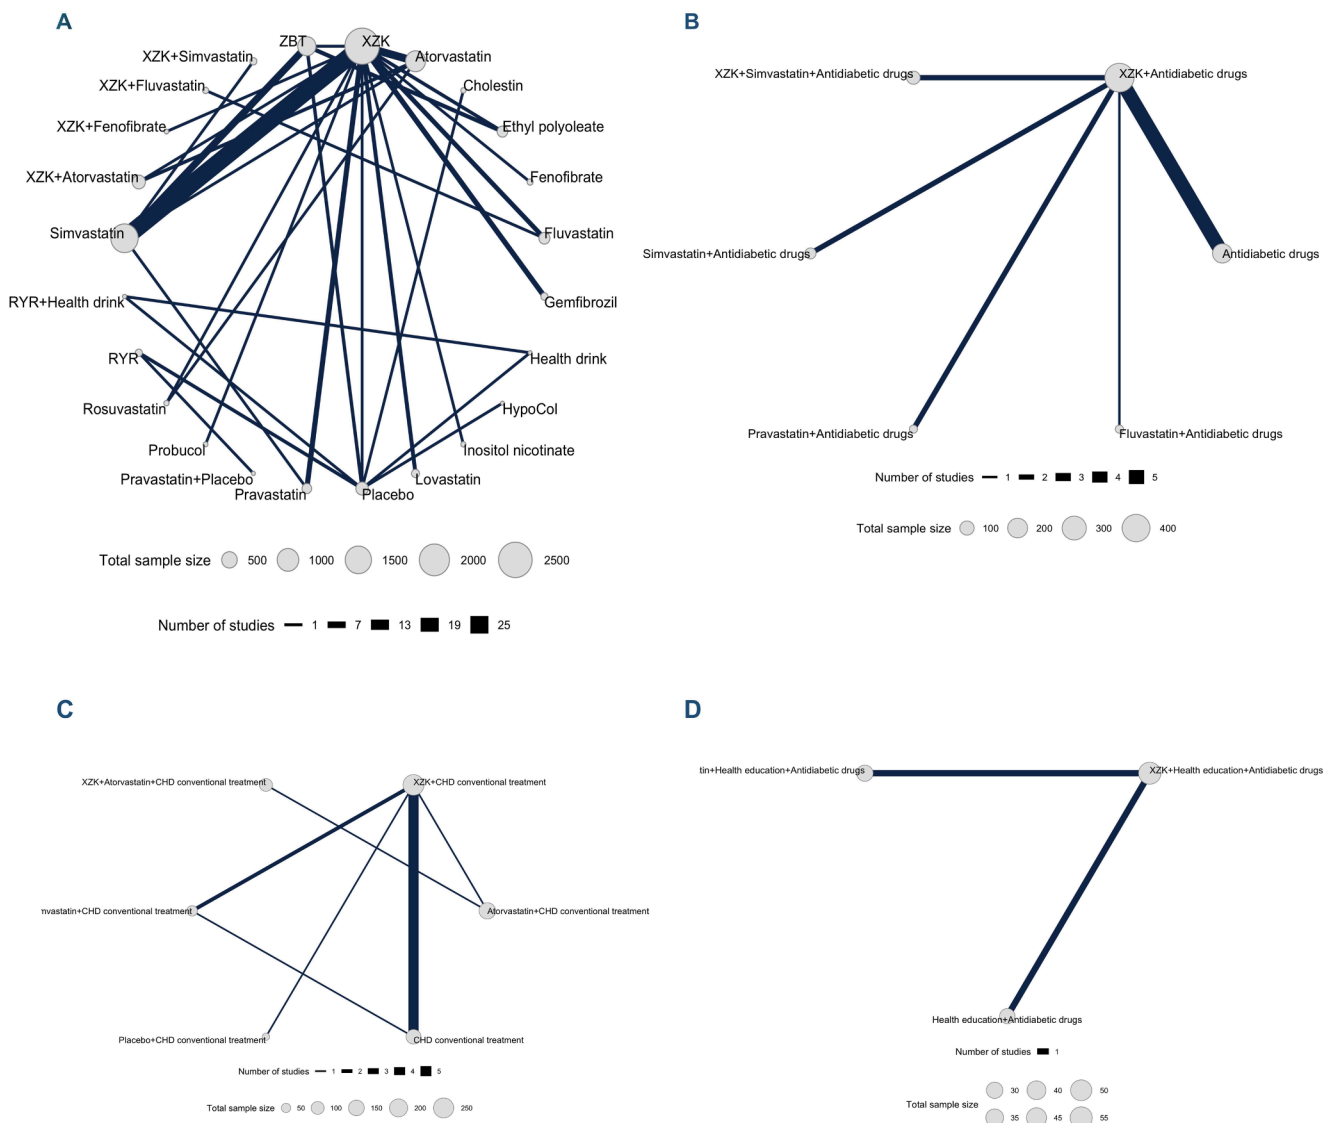 A
ZBT
XZK
XZK+Simvastatin
Atorvastatin
XZK+Fluvastatin
Cholestin
XZK+Fenofibrate
Ethyl polyoleate
XZK+Atorvastatin
Fenofibrate
Simvastatin
Fluvastatin
RYR+Health drink
Gemfibrozil
RYR
Health drink
Rosuvastatin
HypoCol
Probucol
Inositol nicotinate
Pravastatin+Placebo
Lovastatin
Pravastatin
Placebo
Total sample size 500 1000 1500 2000 2500
Number of studies 1 7 13 19 25
B
XZK+Simvastatin+Antidiabetic drugs
XZK+Antidiabetic drugs
Simvastatin+Antidiabetic drugs
Antidiabetic drugs
Pravastatin+Antidiabetic drugs
Fluvastatin+Antidiabetic drugs
Number of studies 1 2 3 4 5
Total sample size 100 200 300 400
C
XZK+Atorvastatin+CHD conventional treatment
XZK+CHD conventional treatment
mvastatin+CHD conventional treatment
Atorvastatin+CHD conventional treatment
Placebo+CHD conventional treatment
CHD conventional treatment
Number of studies 1 2 3 4 5
Total sample size 50 100 150 200 250
D
tin+Health education+Antidiabetic drugs
XZK+Health education+Antidiabetic drugs
Health education+Antidiabetic drugs
Number of studies 1
30 40 50
Total sample size
35 45 55